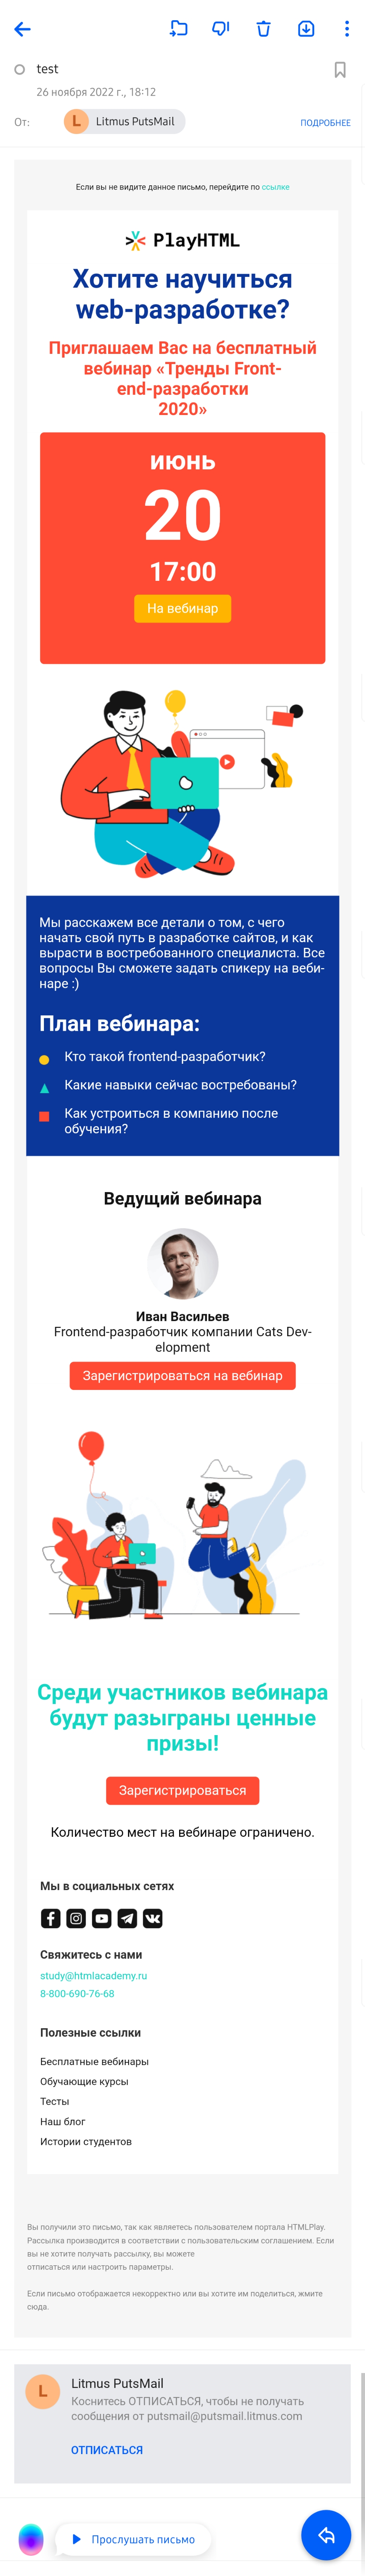 test
26 ноября 2022 г., 18:12
От: L Litmus PutsMail ПОДРОБНЕЕ
Если вы не видите данное письмо, перейдите по ссылке
PlayHTML
Хотите научиться
web-разработке?
Приглашаем Вас на бесплатный
вебинар «Тренды Front-
end-разработки
2020»
июнь
20
17:00
На вебинар
Мы расскажем все детали о том, с чего
начать свой путь в разработке сайтов, и как
вырасти в востребованного специалиста. Все
вопросы Вы сможете задать спикеру на веби-
наре :)
План вебинара:
Кто такой frontend-разработчик?
Какие навыки сейчас востребованы?
Как устроиться в компанию после
обучения?
Ведущий вебинара
Иван Васильев
Frontend-разработчик компании Cats Dev-
elopment
Зарегистрироваться на вебинар
Среди участников вебинара
будут разыграны ценные
призы!
Зарегистрироваться
Количество мест на вебинаре ограничено.
Мы в социальных сетях
Свяжитесь с нами
study@htmlacademy.ru
8-800-690-76-68
Полезные ссылки
Бесплатные вебинары
Обучающие курсы
Тесты
Наш блог
Истории студентов
Вы получили это письмо, так как являетесь пользователем портала HTMLPlay.
Рассылка производится в соответствии с пользовательским соглашением. Если
вы не хотите получать рассылку, вы можете
отписаться или настроить параметры.
Если письмо отображается некорректно или вы хотите им поделиться, жмите
сюда.
L Litmus PutsMail
Коснитесь ОТПИСАТЬСЯ, чтобы не получать
сообщения от putsmail@putsmail.litmus.com
ОТПИСАТЬСЯ
Прослушать письмо